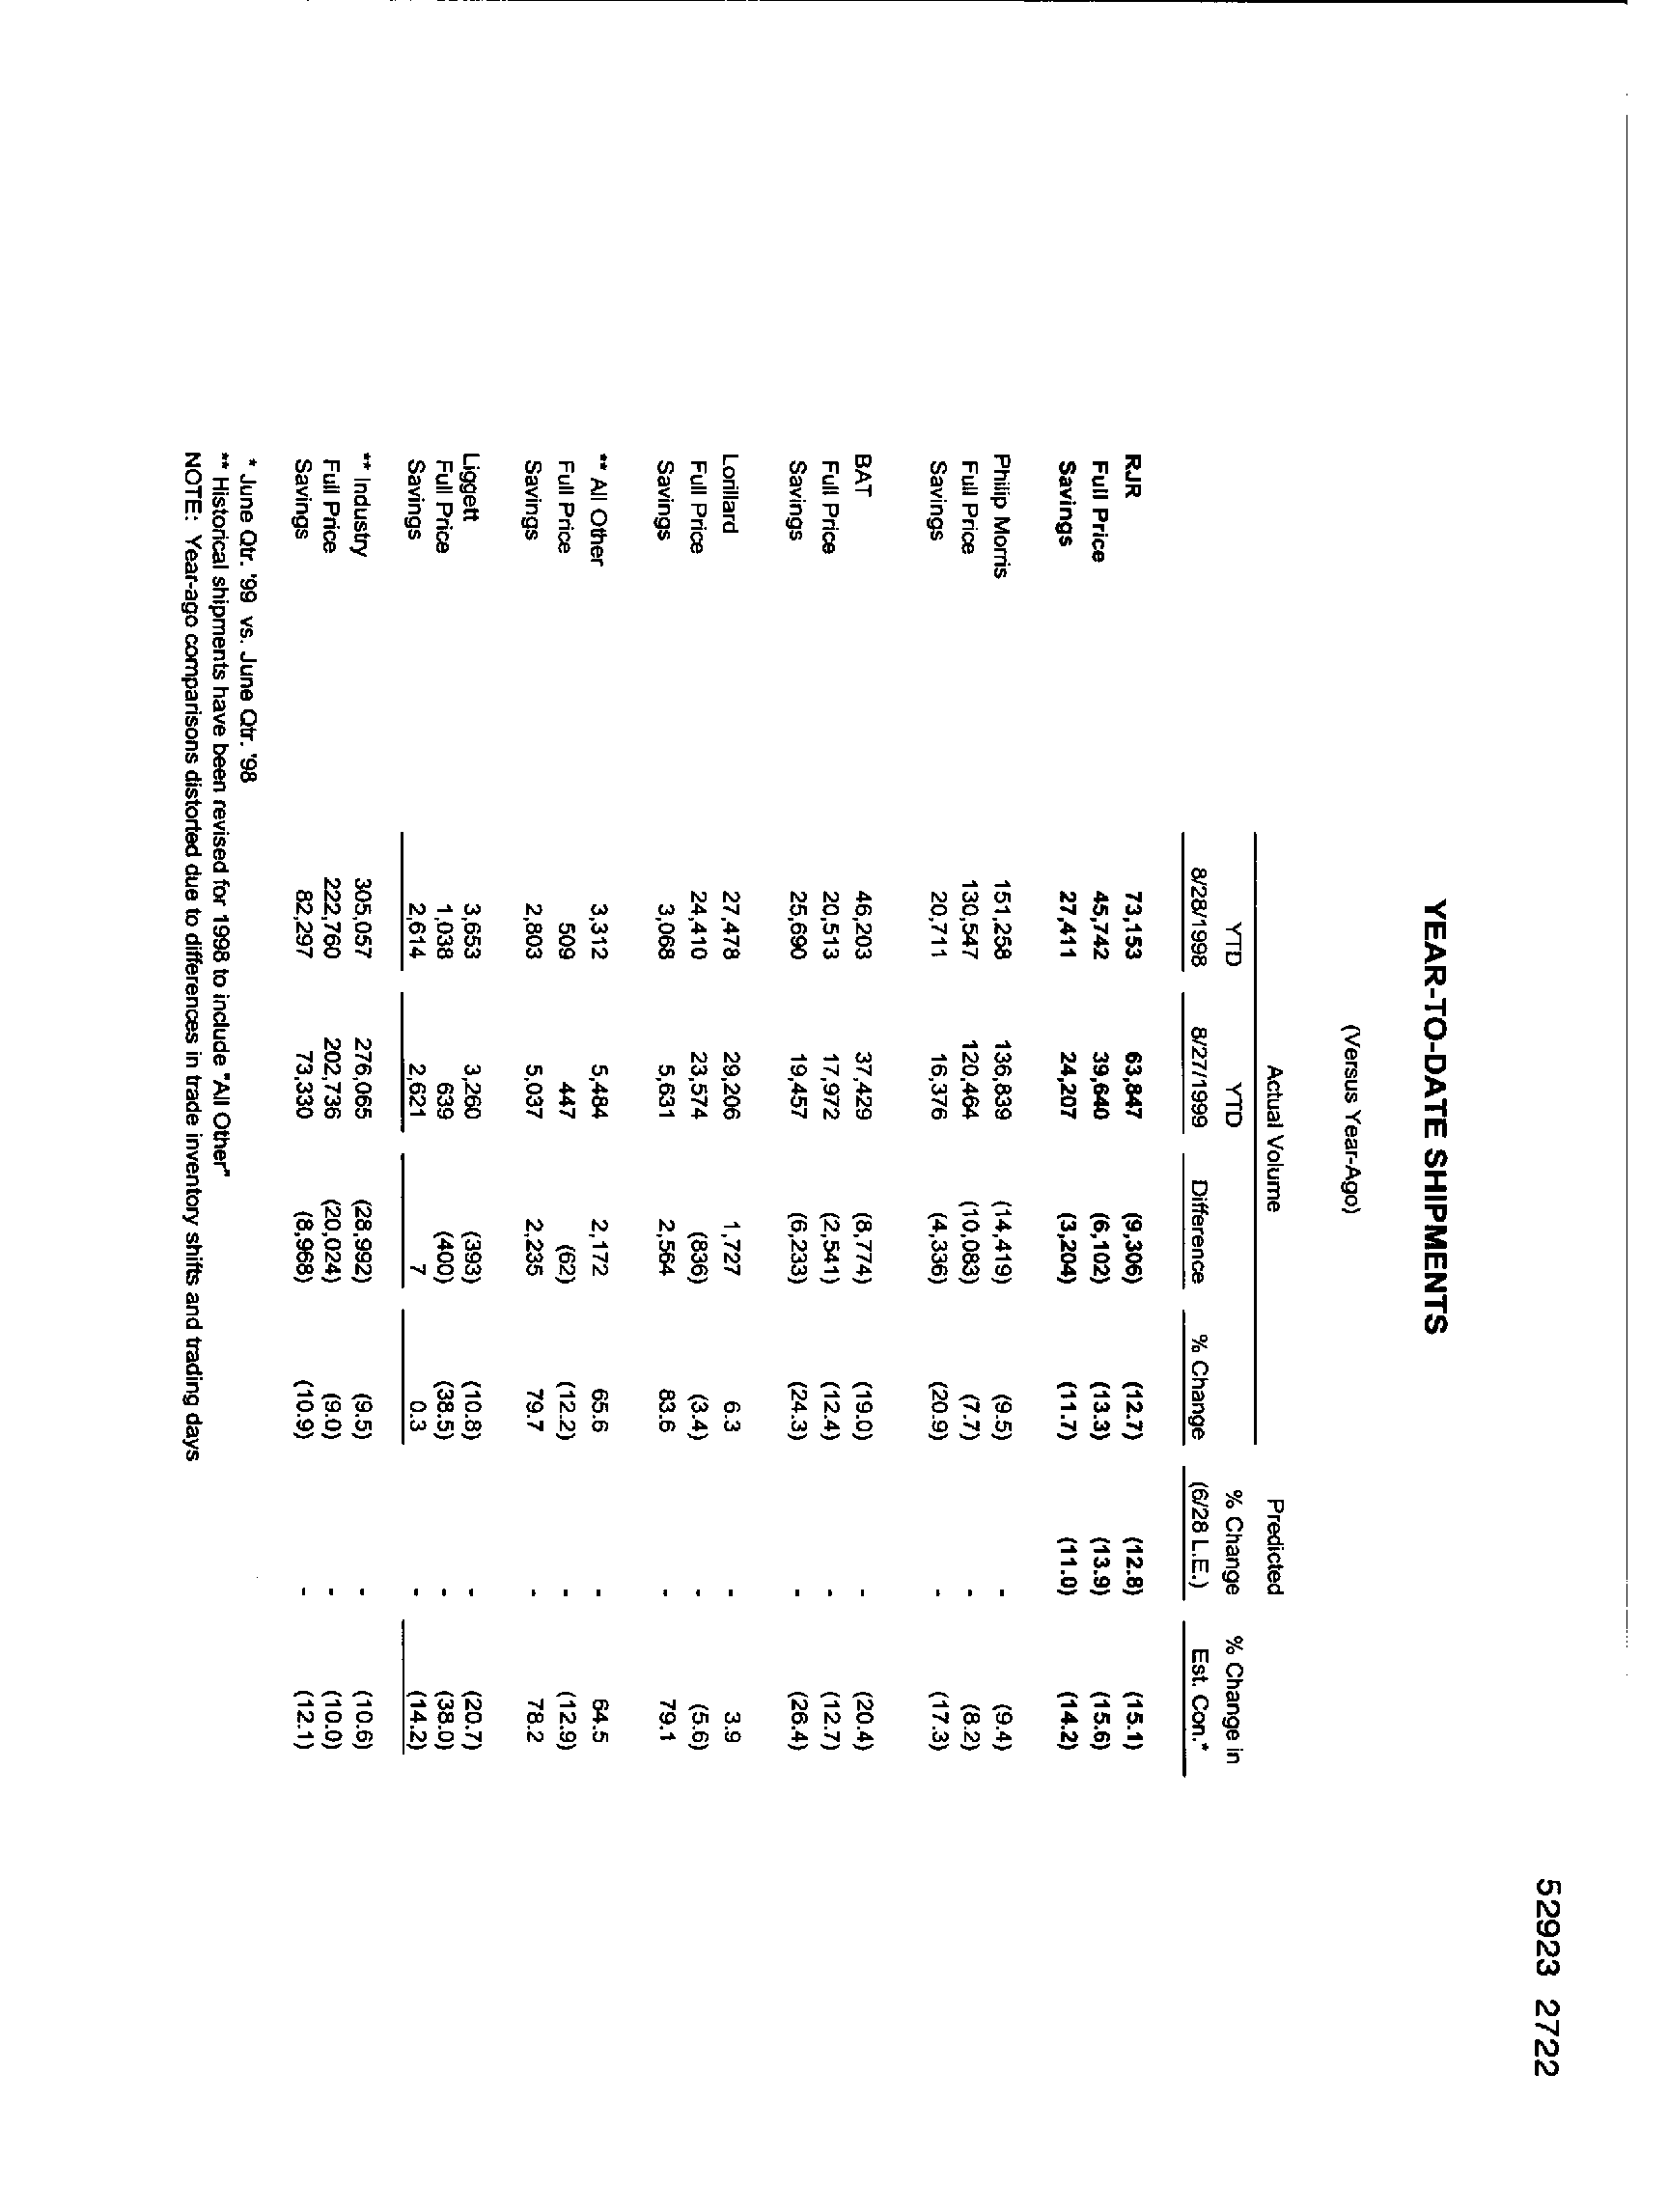 52923 2722
YEAR-TO-DATE SHIPMENTS
(Versus Year-Ago)
Actual Volume Predicted
YTD YTD % Change % Change in
8/28/1998 8/27/1999 Difference % Change (6/28 L.E.) Est. Con.*
RJR 73,153 63,847 (9,306) (12.7) (12.8) (15.1)
Full Price 45,742 39,640 (6,102) (13.3) (13.9) (15.6)
Savings 27,411 24,207 (3,204) (11.7) (11.0) (14.2)
Philip Morris 151,258 136,839 (14,419) (9.5) - (9.4)
Full Price 130,547 120,464 (10,083) (7.7) - (8.2)
Savings 20,711 16,376 (4,336) (20.9) - (17.3)
BAT 46,203 37,429 (8,774) (19.0) - (20.4)
Full Price 20,513 17,972 (2,541) (12.4) - (12.7)
Savings 25,690 19,457 (6,233) (24.3) - (26.4)
Lorillard 27,478 29,206 1,727 6.3 - 3.9
Full Price 24,410 23,574 (836) (3.4) - (5.6)
Savings 3,068 5,631 2,564 83.6 - 79.1
** All Other 3,312 5,484 2,172 65.6 - 64.5
Full Price 509 447 (62) (12.2) - (12.9)
Savings 2,803 5,037 2,235 79.7 - 78.2
Liggett 3,653 3,260 (393) (10.8) - (20.7)
Full Price 1,038 639 (400) (38.5) - (38.0)
Savings 2,614 2,621 7 0.3 - (14.2)
** Industry 305,057 276,065 (28,992) (9.5) - (10.6)
Full Price 222,760 202,736 (20,024) (9.0) - (10.0)
Savings 82,297 73,330 (8,968) (10.9) - (12.1)
* June Qtr. '99 vs. June Qtr. '98
** Historical shipments have been revised for 1998 to include "All Other"
NOTE: Year-ago comparisons distorted due to differences in trade inventory shifts and trading days